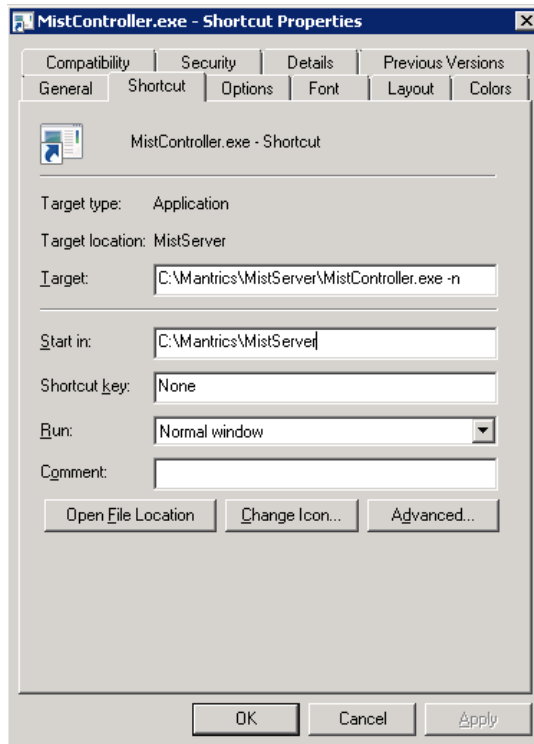 MistController.exe - Shortcut Properties
Compatibility Security Details Previous Versions
General Shortcut Options Font Layout Colors
MistController.exe - Shortcut
Target type: Application
Target location: MistServer
Target: C:\Mantrics\MistServer\MistController.exe -n
Start in: C:\Mantrics\MistServer
Shortcut key: None
Run: Normal window
Comment:
Open File Location Change Icon... Advanced...
OK Cancel Apply